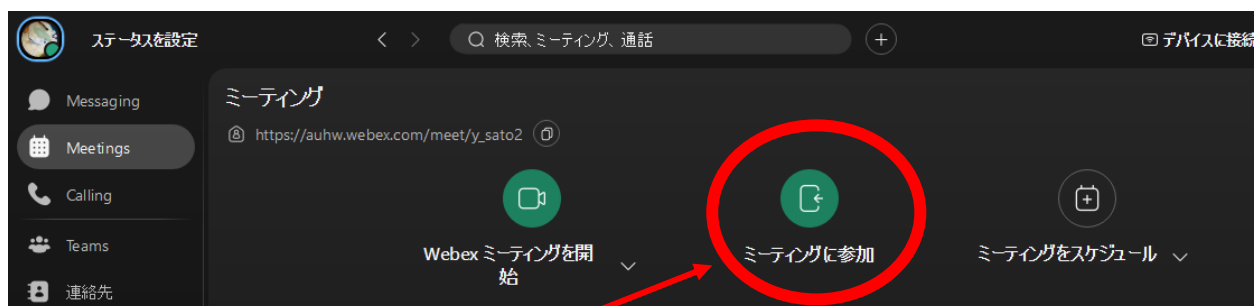 ステータスを設定
検索、ミーティング、通話
デバイスに接続
Messaging
Meetings
Calling
Teams
連絡先
ミーティング
https://auhw.webex.com/meet/y_sato2
Webex ミーティングを開
始
ミーティングに参加
ミーティングをスケジュール